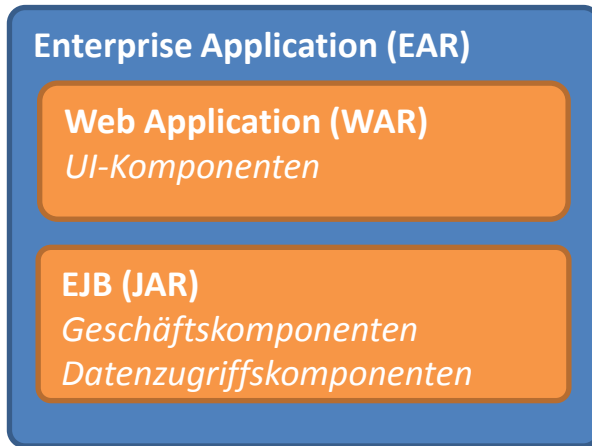 Enterprise Application (EAR)
Web Application (WAR)
UI-Komponenten
EJB (JAR)
Geschäftskomponenten
Datenzugriffskomponenten